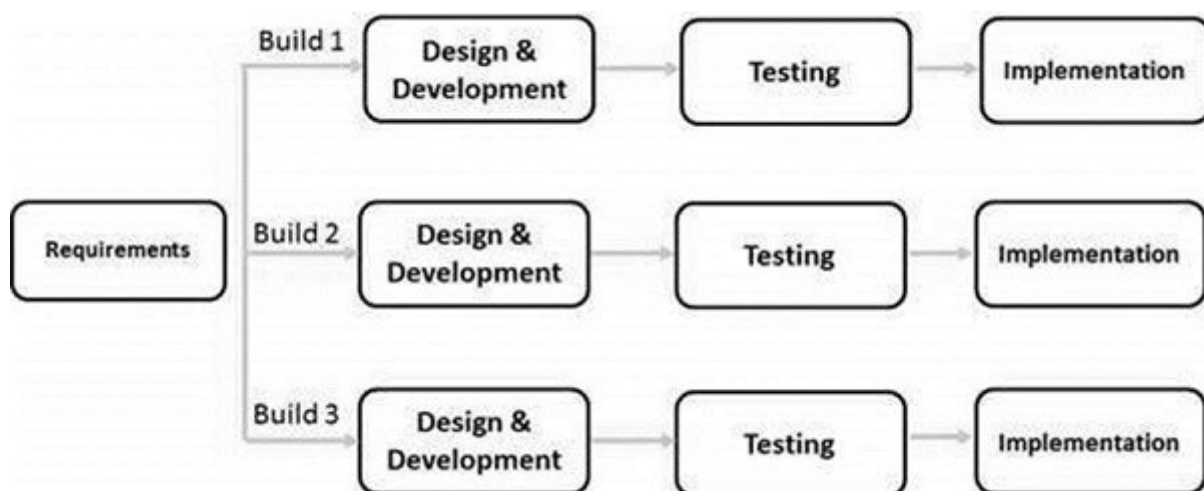 Build 1
Design &
Development
Testing
Implementation
Requirements
Build 2
Design &
Development
Testing
Implementation
Build 3
Design &
Development
Testing
Implementation